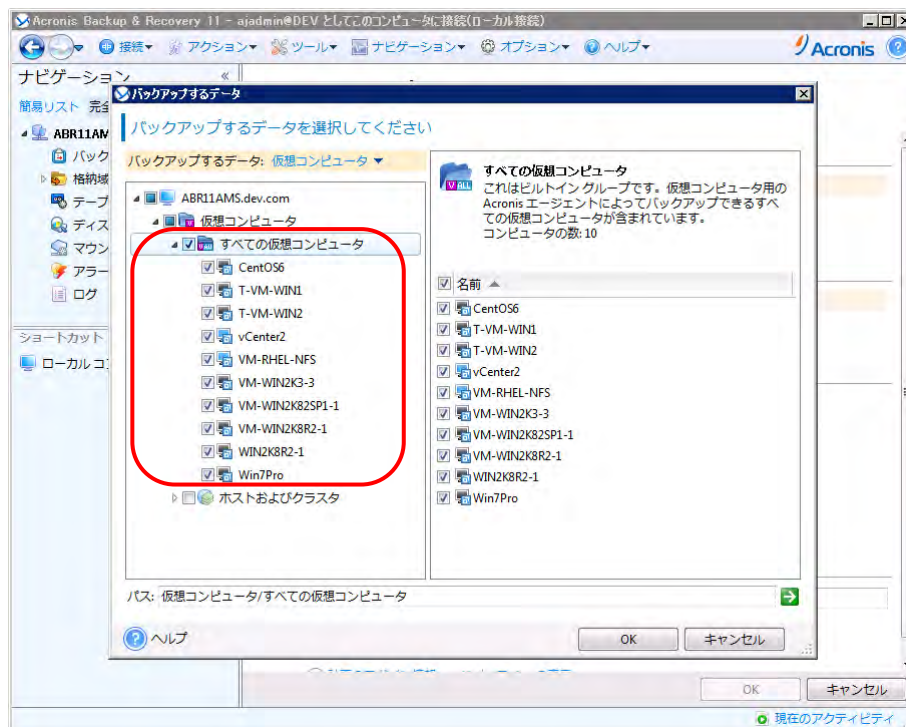 Acronis Backup & Recovery 11 - ajadmin@DEV としてこのコンピュータに接続(ローカル接続)
接続 アクション ツール ナビゲーション オプション ヘルプ Acronis
ナビゲーション
簡易リスト 完全
ABR11AM
バック
格納域
テープ
ディス
マウン
アラー
ログ
ショートカット
ローカル コ
バックアップするデータ
バックアップするデータを選択してください
バックアップするデータ: 仮想コンピュータ
ABR11AMS.dev.com
仮想コンピュータ
すべての仮想コンピュータ
CentOS6
T-VM-WIN1
T-VM-WIN2
vCenter2
VM-RHEL-NFS
VM-WIN2K3-3
VM-WIN2K82SP1-1
VM-WIN2K8R2-1
WIN2K8R2-1
Win7Pro
ホストおよびクラスタ
V ALL
すべての仮想コンピュータ
これはビルトイン グループです。仮想コンピュータ用の
Acronis エージェントによってバックアップできるすべ
ての仮想コンピュータが含まれています。
コンピュータの数: 10
名前
CentOS6
T-VM-WIN1
T-VM-WIN2
vCenter2
VM-RHEL-NFS
VM-WIN2K3-3
VM-WIN2K82SP1-1
VM-WIN2K8R2-1
WIN2K8R2-1
Win7Pro
パス: 仮想コンピュータ/すべての仮想コンピュータ
ヘルプ
OK キャンセル
OK キャンセル
現在のアクティビティ